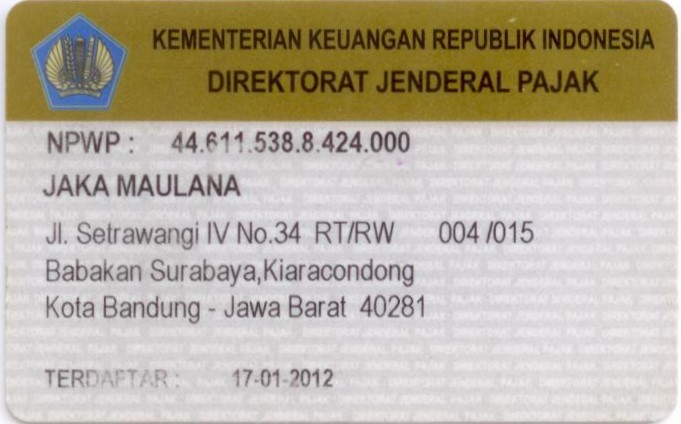 KEMENTERIAN KEUANGAN REPUBLIK INDONESIA
DIREKTORAT JENDERAL PAJAK
NPWP : 44.611.538.8.424.000
JAKA MAULANA
Jl. Setrawangi IV No.34 RT/RW 004 /015
Babakan Surabaya,Kiaracondong
Kota Bandung - Jawa Barat 40281
TERDAFTAR : 17-01-2012